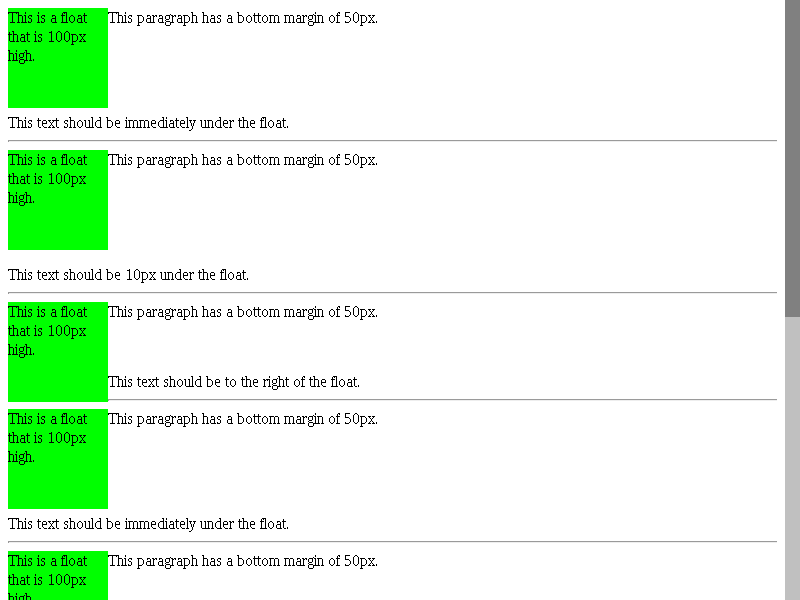 This is a float
that is 100px
high.
This paragraph has a bottom margin of 50px.
This text should be immediately under the float.
This is a float
that is 100px
high.
This paragraph has a bottom margin of 50px.
This text should be 10px under the float.
This is a float
that is 100px
high.
This paragraph has a bottom margin of 50px.
This text should be to the right of the float.
This is a float
that is 100px
high.
This paragraph has a bottom margin of 50px.
This text should be immediately under the float.
This is a float
that is 100px
high.
This paragraph has a bottom margin of 50px.